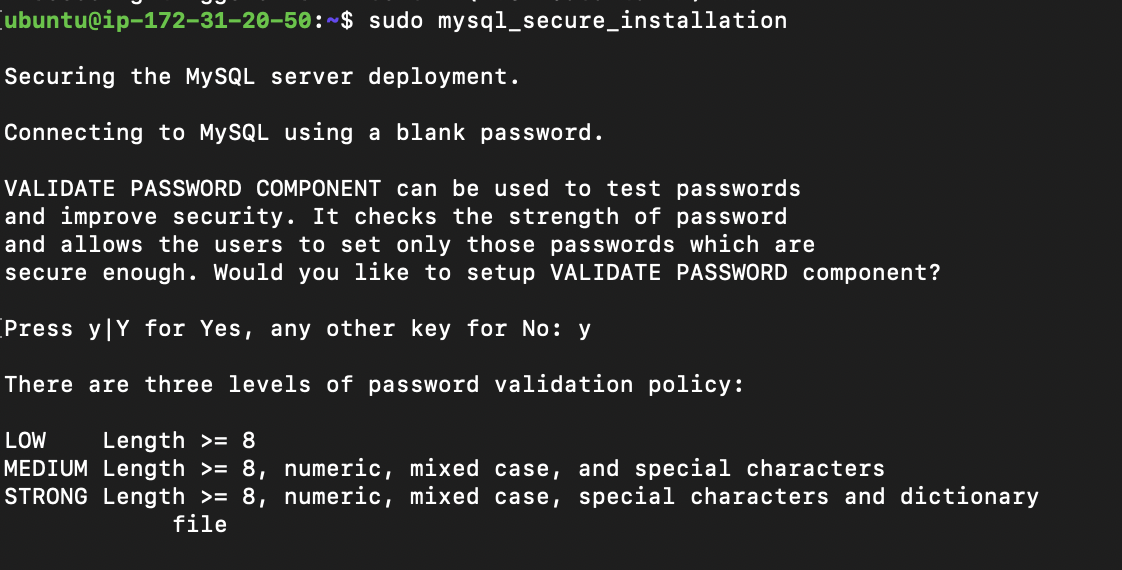 ubuntu@ip-172-31-20-50:~$ sudo mysql_secure_installation
Securing the MySQL server deployment.
Connecting to MySQL using a blank password.
VALIDATE PASSWORD COMPONENT can be used to test passwords
and improve security. It checks the strength of password
and allows the users to set only those passwords which are
secure enough. Would you like to setup VALIDATE PASSWORD component?
Press y|Y for Yes, any other key for No: y
There are three levels of password validation policy:
LOW    Length >= 8
MEDIUM Length >= 8, numeric, mixed case, and special characters
STRONG Length >= 8, numeric, mixed case, special characters and dictionary
file